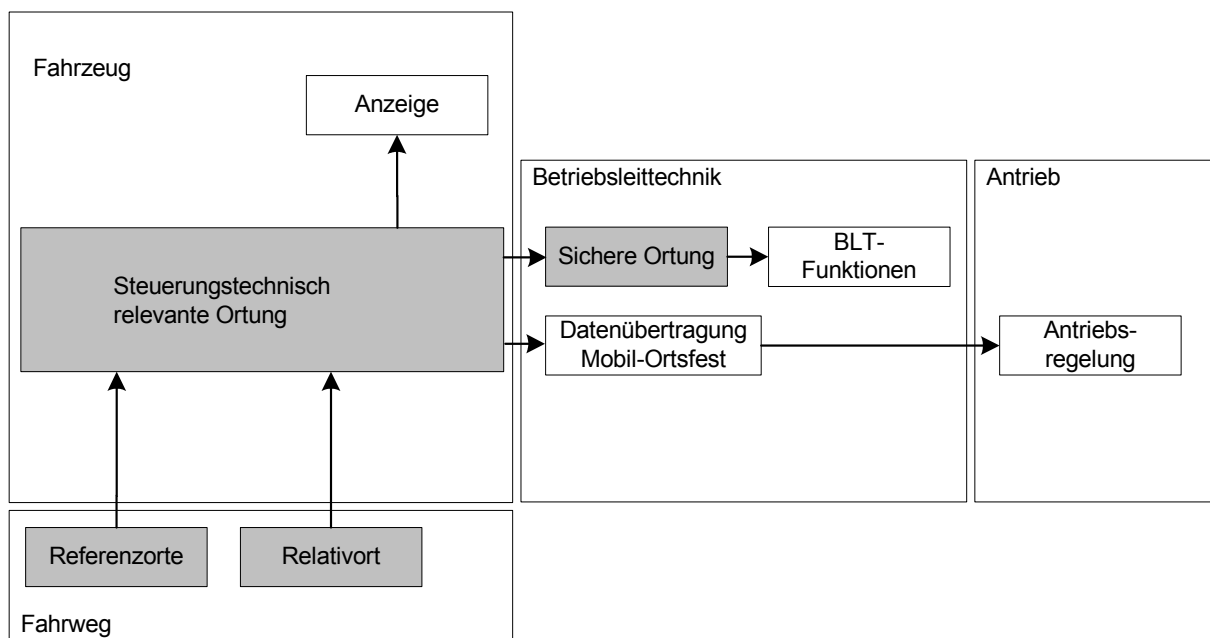 Fahrzeug
Anzeige
Betriebsleittechnik
Antrieb
Sichere Ortung
BLT-
Funktionen
Steuerungstechnisch
relevante Ortung
Datenübertragung
Mobil-Ortsfest
Antriebs-
regelung
Referenzorte
Relativort
Fahrweg